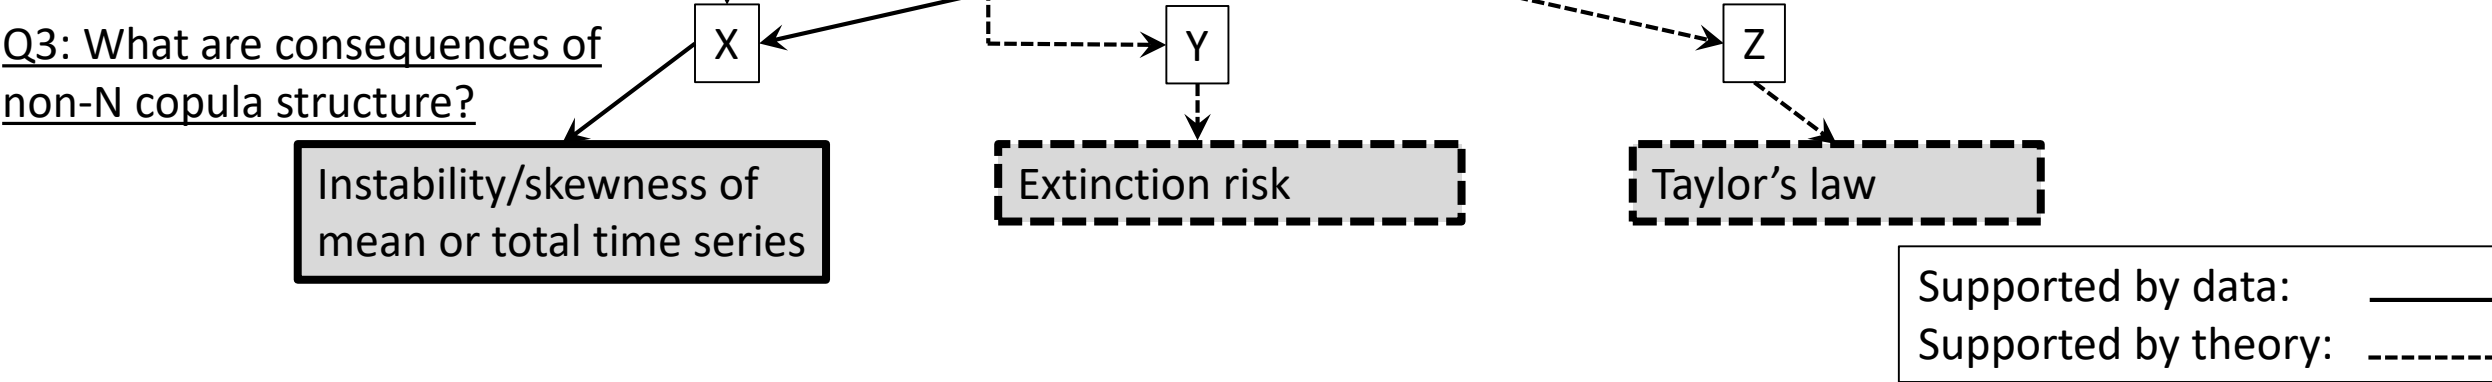 X
Y
Z
Q3: What are consequences of
non-N copula structure?
Instability/skewness of
mean or total time series
Extinction risk
Taylor’s law
Supported by data:
Supported by theory: